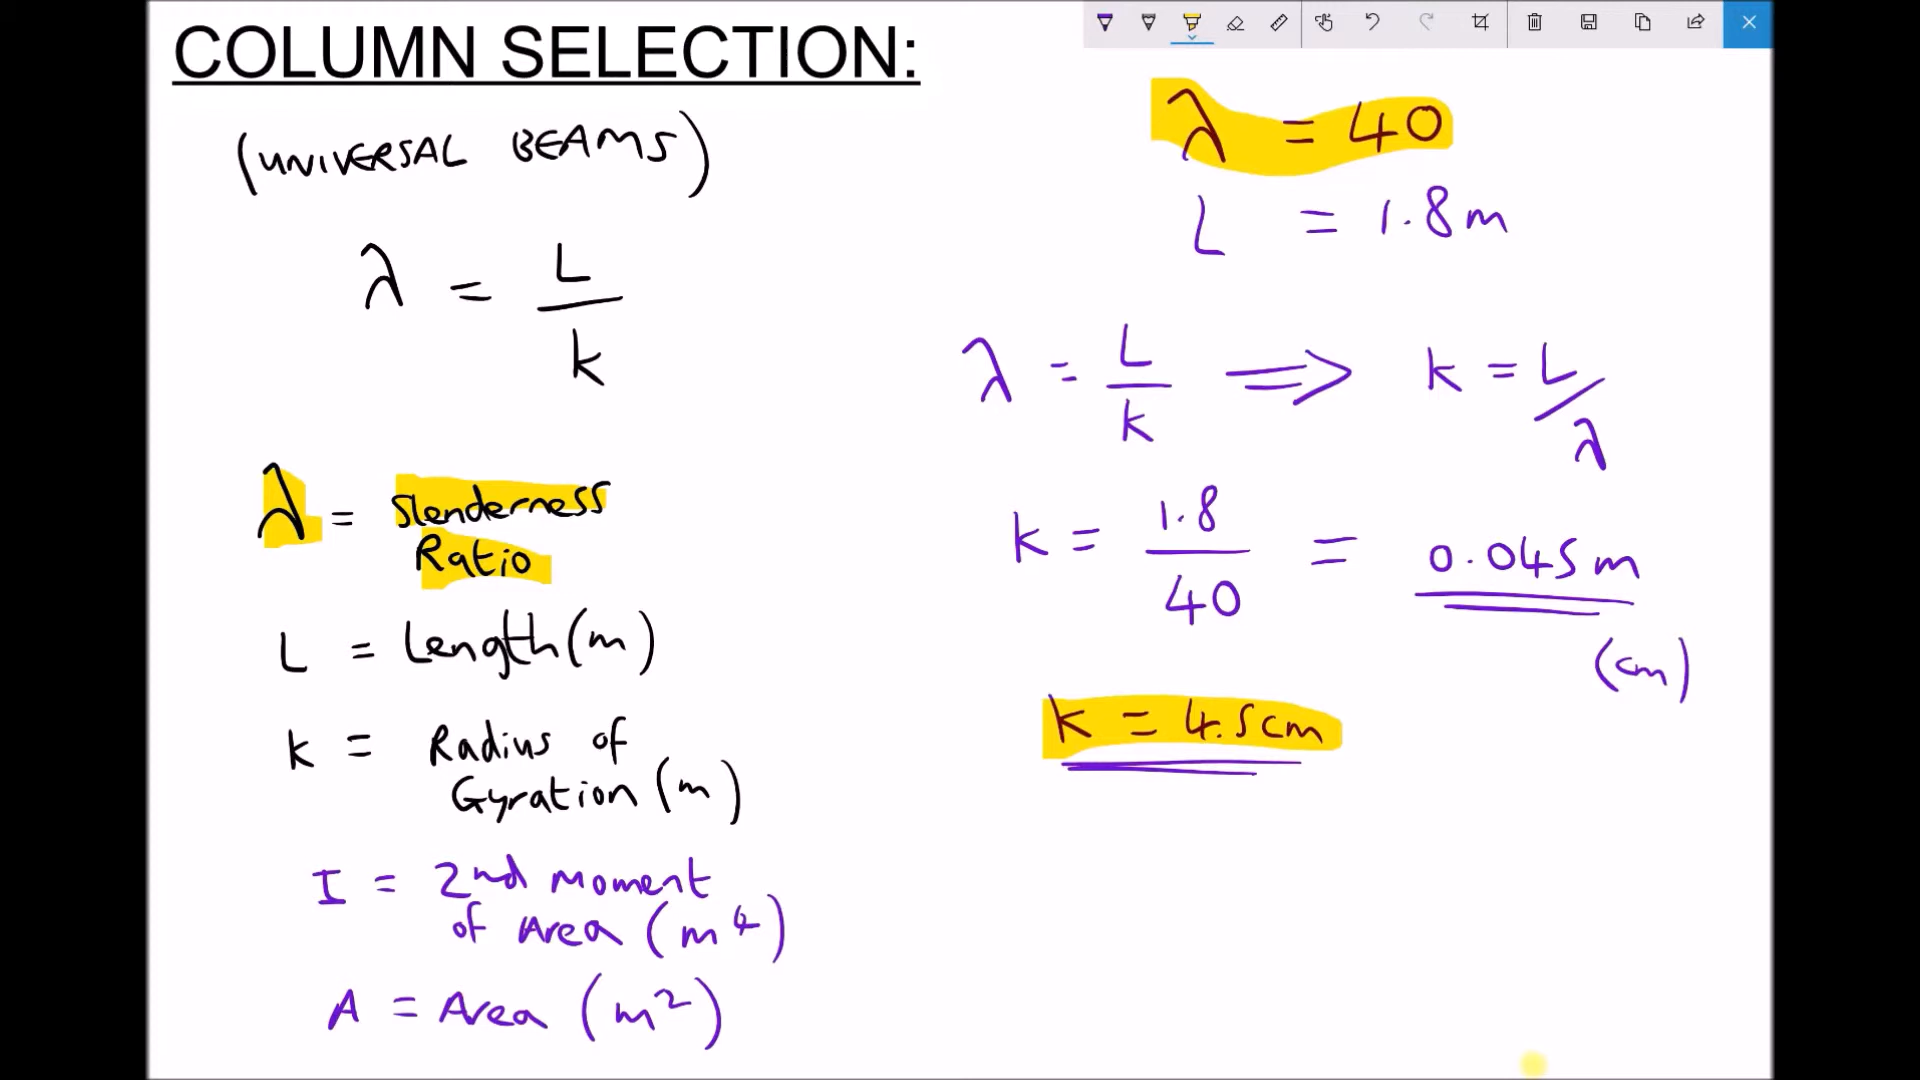 COLUMN SELECTION:
(UNIVERSAL BEAMS)
λ = L/k
λ = Slenderness
Ratio
L = Length (m)
k = Radius of
Gyration (m)
I = 2nd Moment
of Area (m⁴)
A = Area (m²)
λ = 40
L = 1.8m
λ = L/k ⟹ k = L/λ
k = 1.8/40 = 0.045m
(cm)
k = 4.5cm